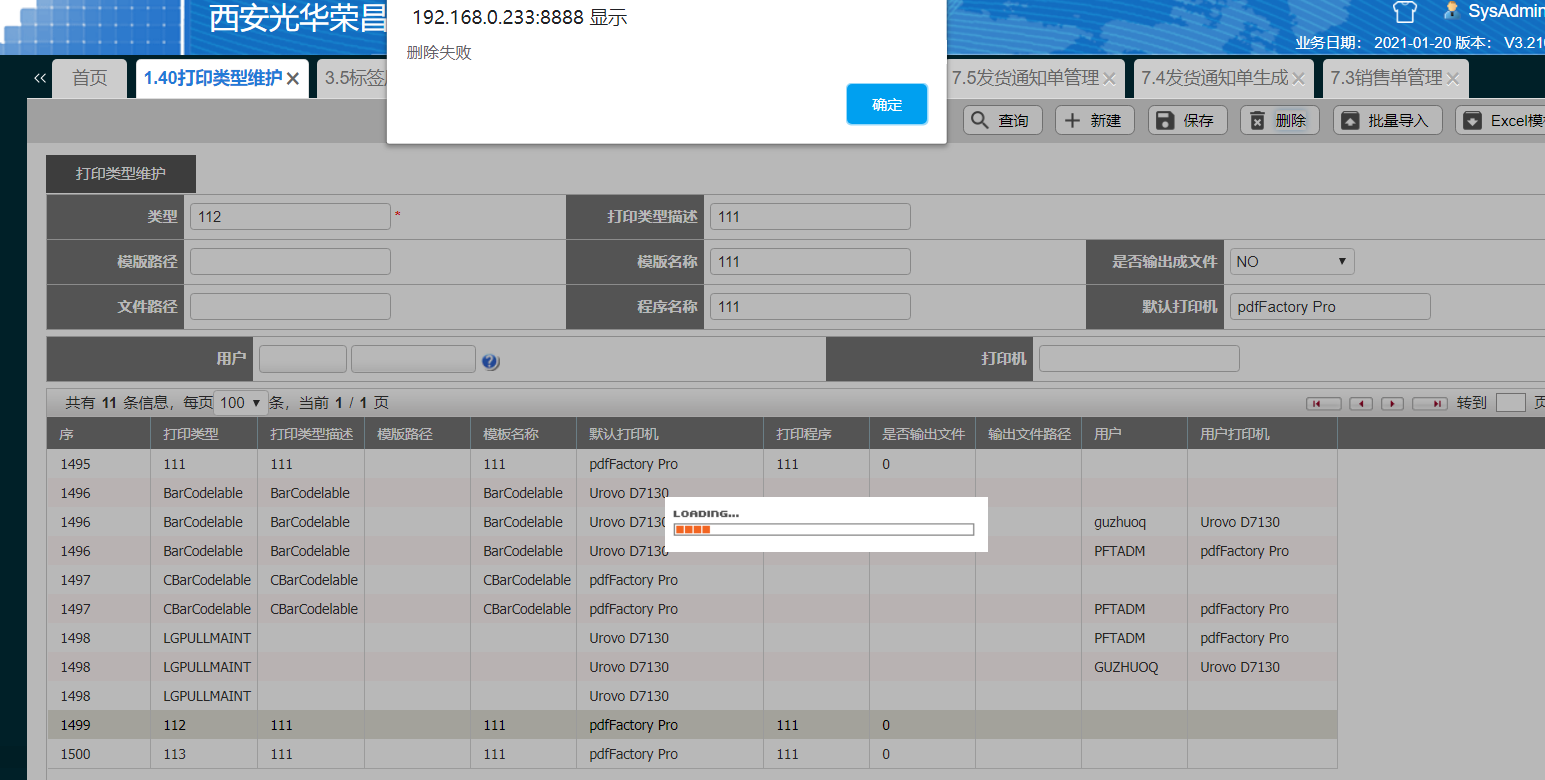 西安光华荣昌
192.168.0.233:8888 显示
删除失败
确定
SysAdmin
业务日期： 2021-01-20 版本： V3.21
«
首页
1.40打印类型维护×
3.5标签
7.5发货通知单管理×
7.4发货通知单生成×
7.3销售单管理×
查询
新建
保存
删除
批量导入
Excel模
打印类型维护
类型 112 *
打印类型描述 111
模版路径
模版名称 111
是否输出成文件 NO
文件路径
程序名称 111
默认打印机 pdfFactory Pro
用户
打印机
共有 11 条信息，每页 100 条，当前 1 / 1 页
转到 页
序 打印类型 打印类型描述 模版路径 模板名称 默认打印机 打印程序 是否输出文件 输出文件路径 用户 用户打印机
1495 111 111 111 pdfFactory Pro 111 0
1496 BarCodelable BarCodelable BarCodelable Urovo D7130
1496 BarCodelable BarCodelable BarCodelable Urovo D7130 guzhuoq Urovo D7130
1496 BarCodelable BarCodelable BarCodelable Urovo D7130 PFTADM pdfFactory Pro
LOADING...
1497 CBarCodelable CBarCodelable CBarCodelable pdfFactory Pro
1497 CBarCodelable CBarCodelable CBarCodelable pdfFactory Pro PFTADM pdfFactory Pro
1498 LGPULLMAINT Urovo D7130 PFTADM pdfFactory Pro
1498 LGPULLMAINT Urovo D7130 GUZHUOQ Urovo D7130
1498 LGPULLMAINT Urovo D7130
1499 112 111 111 pdfFactory Pro 111 0
1500 113 111 111 pdfFactory Pro 111 0